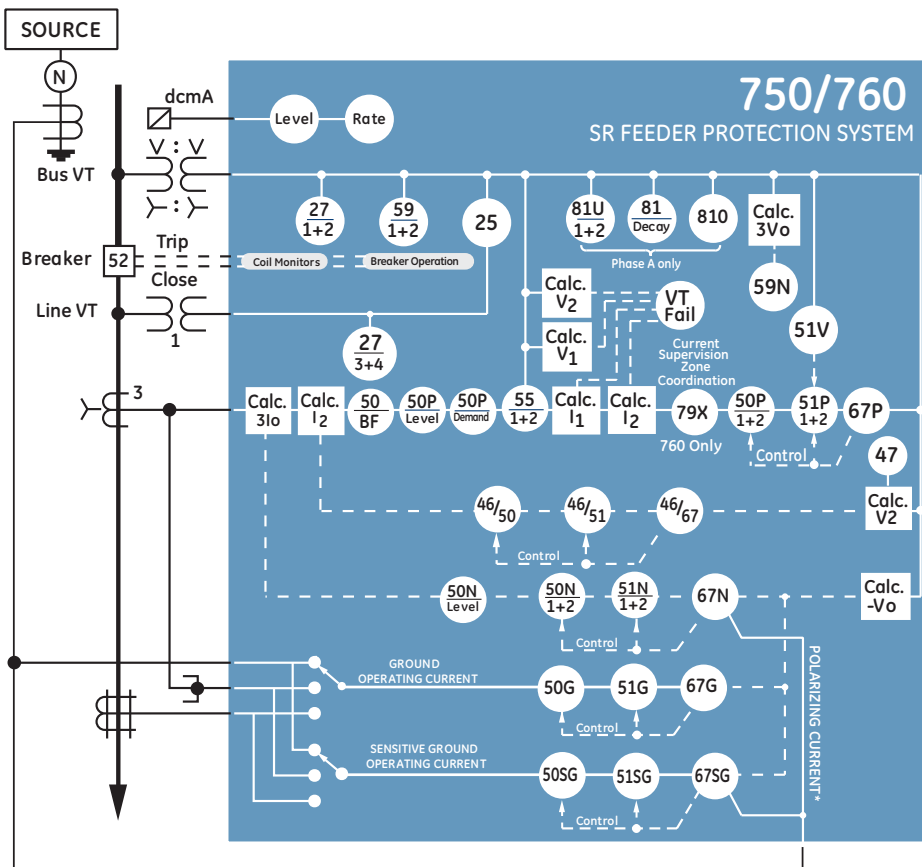 SOURCE
N
dcmA
Level
Rate
750/760
SR FEEDER PROTECTION SYSTEM
V : V
Bus VT
Y : Y
27
1+2
59
1+2
25
81U
1+2
81
Decay
810
Phase A only
Calc.
3Vo
59N
Breaker
52
Trip
Close
Coil Monitors
Breaker Operation
Line VT
1
27
3+4
Calc.
V2
Calc.
V1
VT
Fail
51V
Current
Supervision
Zone
Coordination
3
Calc.
3Io
Calc.
I2
50
BF
50P
Level
50P
Demand
55
1+2
Calc.
I1
Calc.
I2
79X
760 Only
50P
1+2
51P
1+2
67P
Control
47
Calc.
V2
46/50
46/51
46/67
Control
50N
Level
50N
1+2
51N
1+2
67N
Calc.
-Vo
Control
GROUND
OPERATING CURRENT
50G
51G
67G
Control
SENSITIVE GROUND
OPERATING CURRENT
50SG
51SG
67SG
Control
POLARIZING CURRENT*